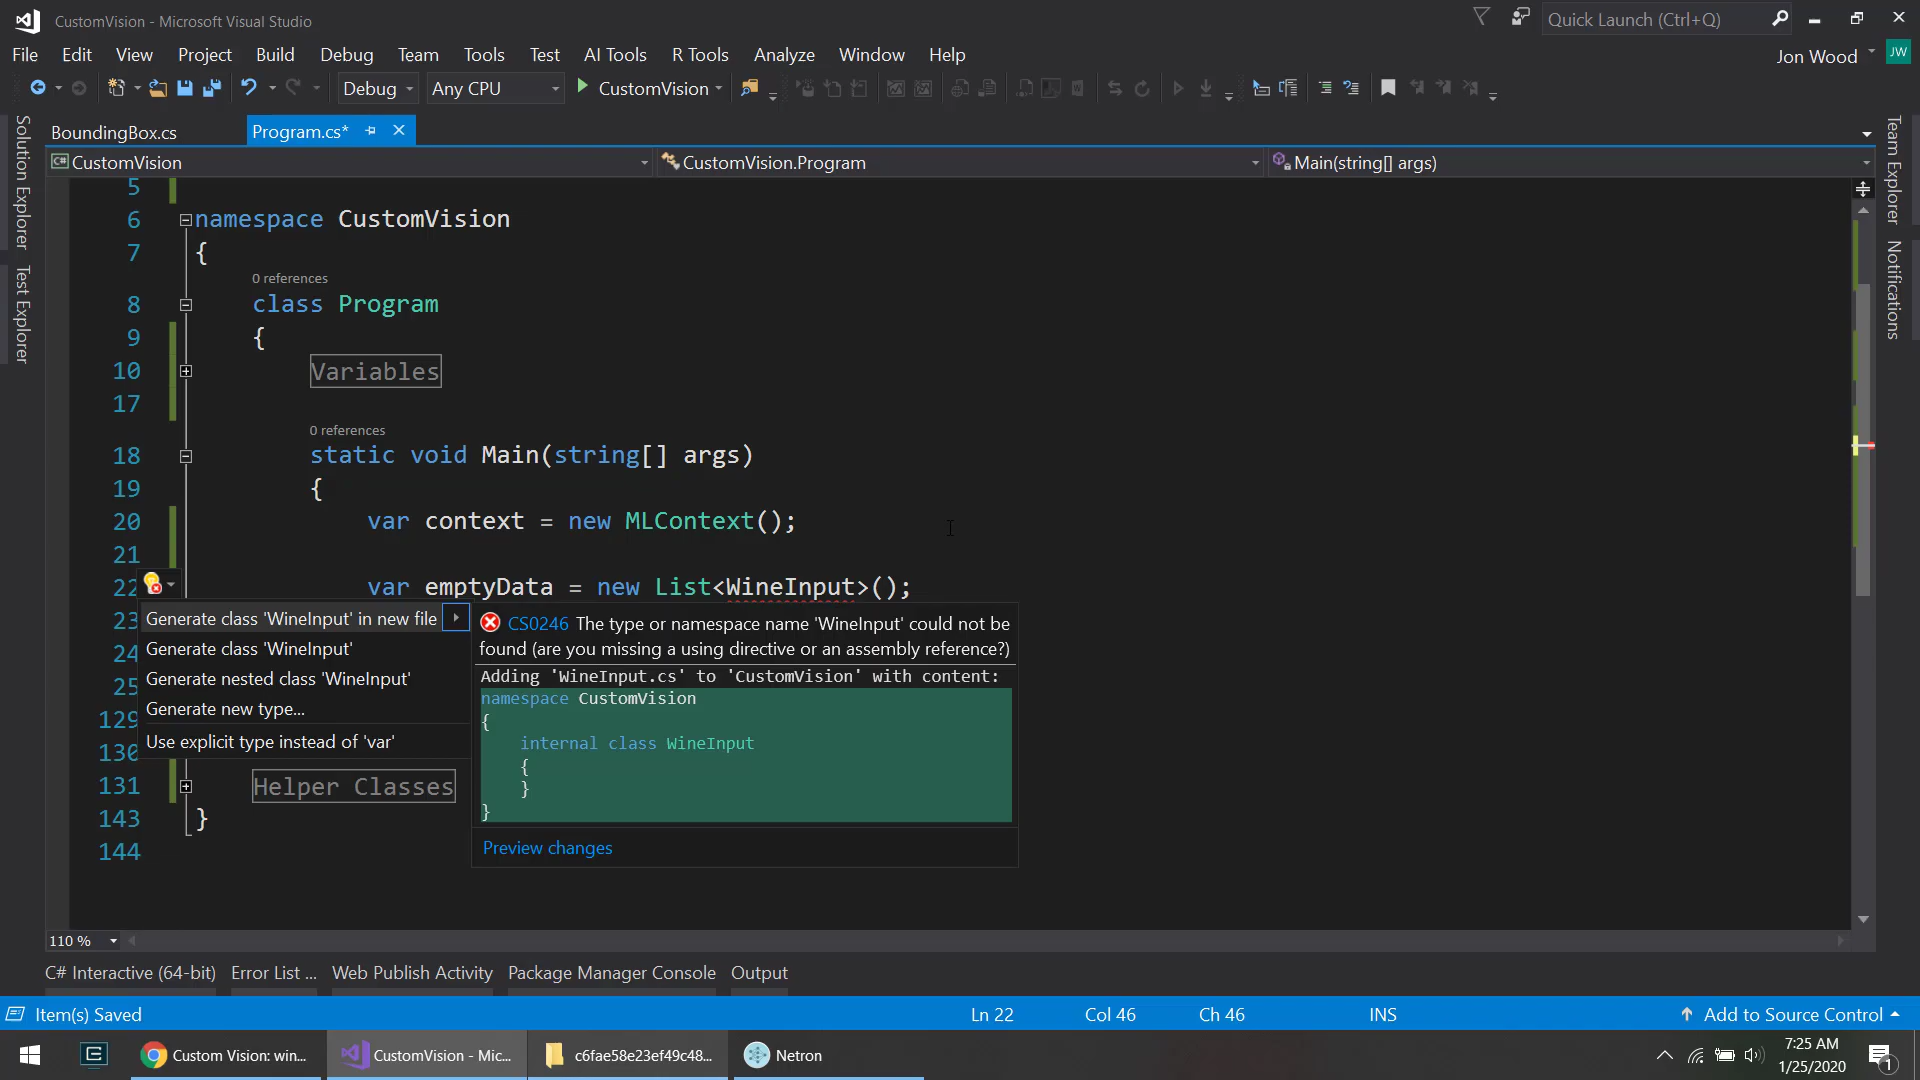 CustomVision - Microsoft Visual Studio
Quick Launch (Ctrl+Q)
File Edit View Project Build Debug Team Tools Test AI Tools R Tools Analyze Window Help
Jon Wood JW
Debug Any CPU CustomVision
BoundingBox.cs Program.cs*
C# CustomVision CustomVision.Program Main(string[] args)
Solution Explorer
Test Explorer
Team Explorer
Notifications
5
6 namespace CustomVision
7 {
0 references
8 class Program
9 {
10 Variables
17
0 references
18 static void Main(string[] args)
19 {
20 var context = new MLContext();
21
22 var emptyData = new List<WineInput>();
23
24
25
129
130
131 Helper Classes
143 }
144
Generate class 'WineInput' in new file
Generate class 'WineInput'
Generate nested class 'WineInput'
Generate new type...
Use explicit type instead of 'var'
CS0246 The type or namespace name 'WineInput' could not be
found (are you missing a using directive or an assembly reference?)
Adding 'WineInput.cs' to 'CustomVision' with content:
namespace CustomVision
{
internal class WineInput
{
}
}
Preview changes
110 %
C# Interactive (64-bit) Error List ... Web Publish Activity Package Manager Console Output
Item(s) Saved Ln 22 Col 46 Ch 46 INS Add to Source Control
Custom Vision: win... CustomVision - Mic... c6fae58e23ef49c48... Netron
7:25 AM
1/25/2020
1